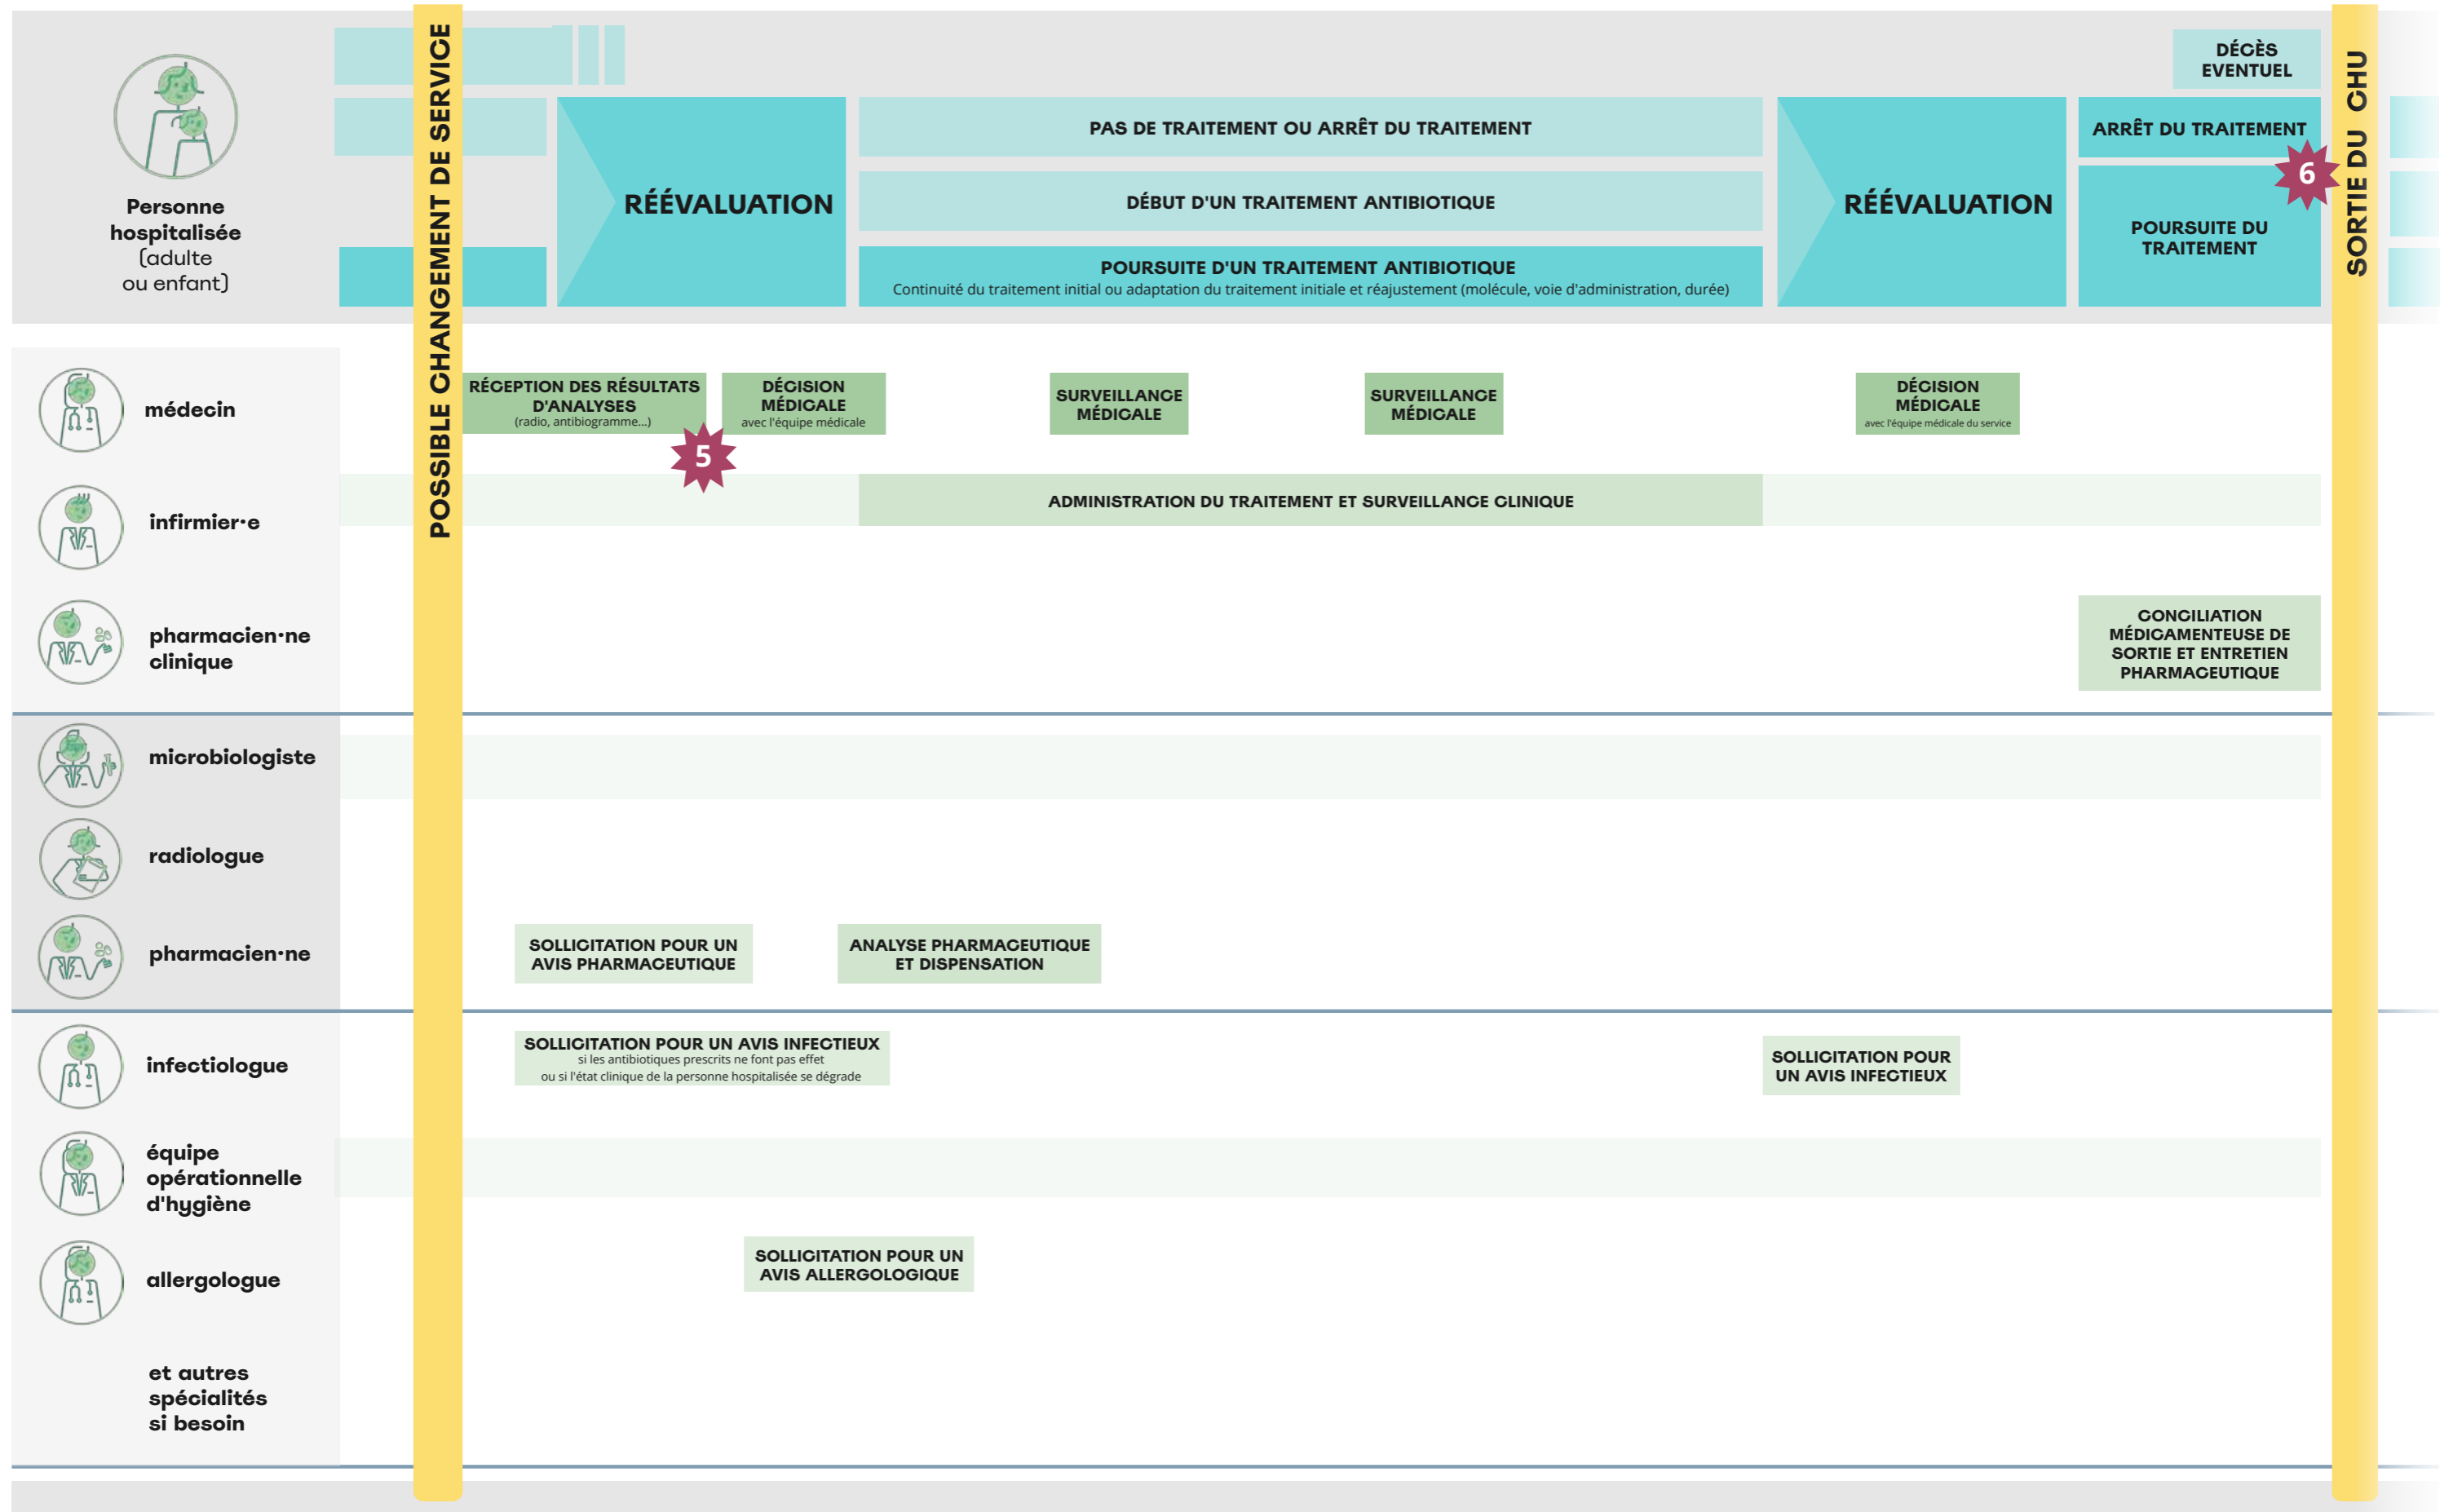 POSSIBLE CHANGEMENT DE SERVICE
SORTIE DU CHU
DÉCÈS
EVENTUEL
Personne
hospitalisée
(adulte
ou enfant)
RÉÉVALUATION
PAS DE TRAITEMENT OU ARRÊT DU TRAITEMENT
DÉBUT D'UN TRAITEMENT ANTIBIOTIQUE
POURSUITE D'UN TRAITEMENT ANTIBIOTIQUE
Continuité du traitement initial ou adaptation du traitement initiale et réajustement (molécule, voie d'administration, durée)
RÉÉVALUATION
ARRÊT DU TRAITEMENT
6
POURSUITE DU
TRAITEMENT
médecin
RÉCEPTION DES RÉSULTATS
D'ANALYSES
(radio, antibiogramme...)
5
DÉCISION
MÉDICALE
avec l'équipe médicale
SURVEILLANCE
MÉDICALE
SURVEILLANCE
MÉDICALE
DÉCISION
MÉDICALE
avec l'équipe médicale du service
infirmier·e
ADMINISTRATION DU TRAITEMENT ET SURVEILLANCE CLINIQUE
pharmacien·ne
clinique
CONCILIATION
MÉDICAMENTEUSE DE
SORTIE ET ENTRETIEN
PHARMACEUTIQUE
microbiologiste
radiologue
pharmacien·ne
SOLLICITATION POUR UN
AVIS PHARMACEUTIQUE
ANALYSE PHARMACEUTIQUE
ET DISPENSATION
infectiologue
SOLLICITATION POUR UN AVIS INFECTIEUX
si les antibiotiques prescrits ne font pas effet
ou si l'état clinique de la personne hospitalisée se dégrade
SOLLICITATION POUR
UN AVIS INFECTIEUX
équipe
opérationnelle
d'hygiène
allergologue
SOLLICITATION POUR UN
AVIS ALLERGOLOGIQUE
et autres
spécialités
si besoin